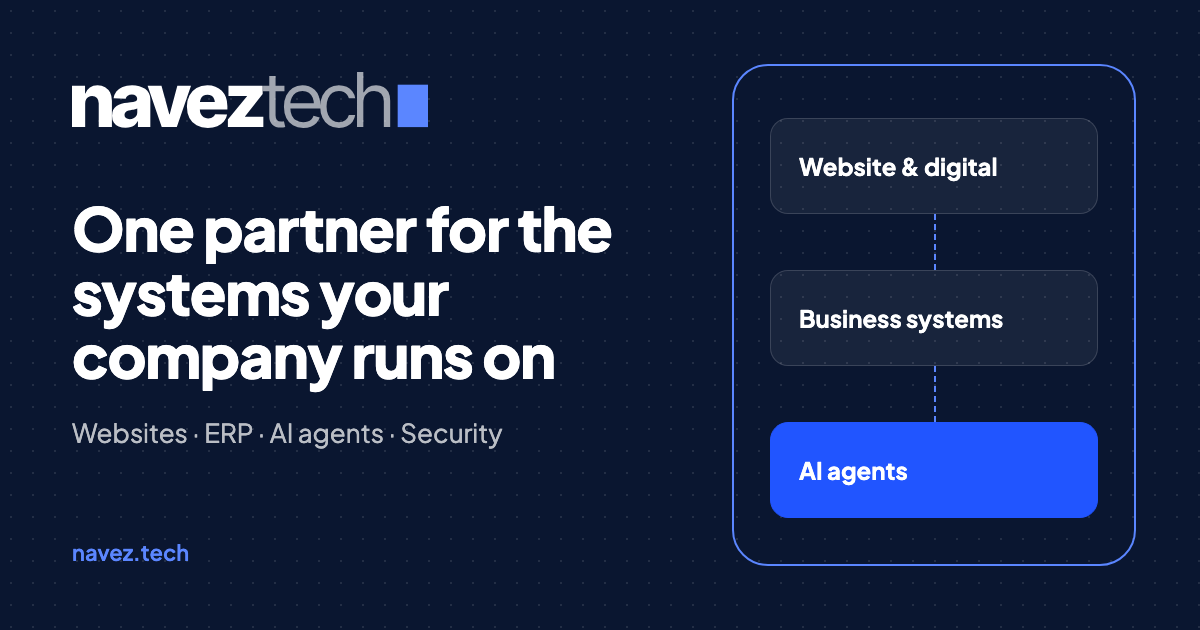 naveztech
One partner for the
systems your
company runs on
Websites · ERP · AI agents · Security
navez.tech
Website & digital
Business systems
AI agents